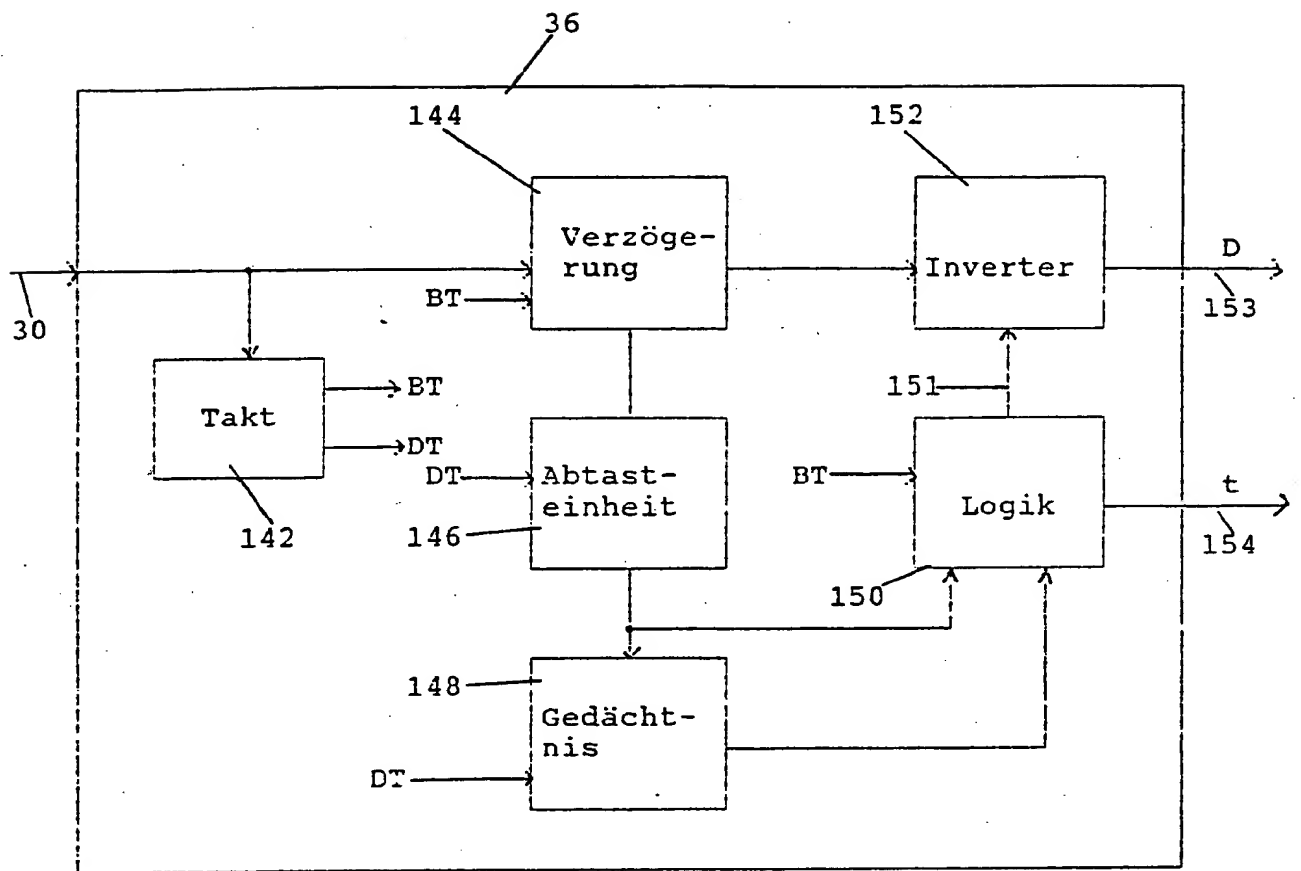 36
144
152
Verzöge-
rung
Inverter
D
153
30
BT
Takt
BT
DT
142
DT
Abtast-
einheit
146
151
BT
Logik
t
154
150
148
Gedächt-
nis
DT